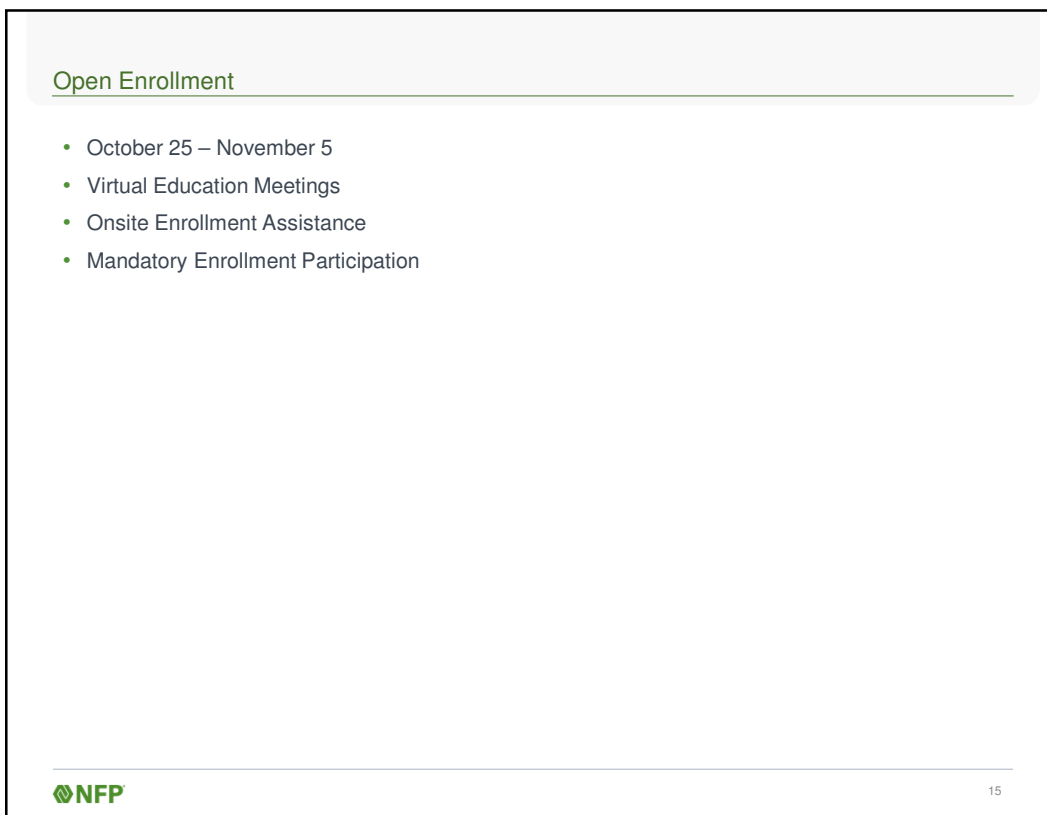 Open Enrollment
• October 25 – November 5
• Virtual Education Meetings
• Onsite Enrollment Assistance
• Mandatory Enrollment Participation
NFP
15